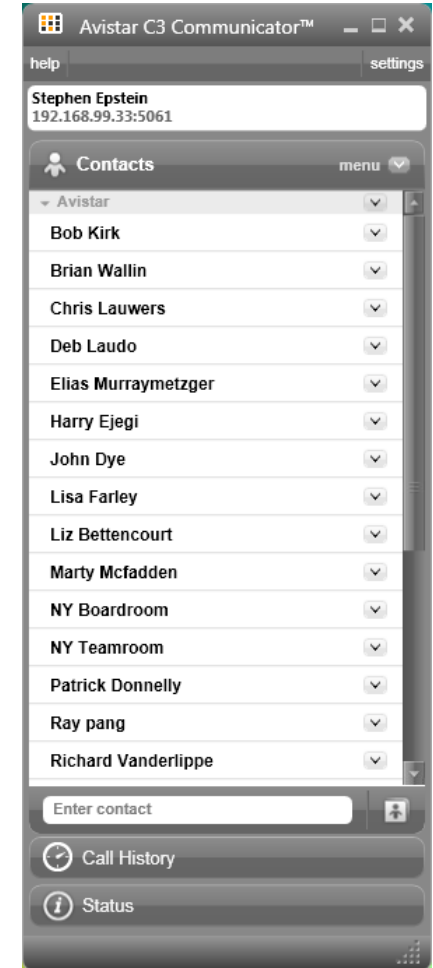 Avistar C3 Communicator™
help settings
Stephen Epstein
192.168.99.33:5061
Contacts menu
Avistar
Bob Kirk
Brian Wallin
Chris Lauwers
Deb Laudo
Elias Murraymetzger
Harry Ejegi
John Dye
Lisa Farley
Liz Bettencourt
Marty Mcfadden
NY Boardroom
NY Teamroom
Patrick Donnelly
Ray pang
Richard Vanderlippe
Enter contact
Call History
Status